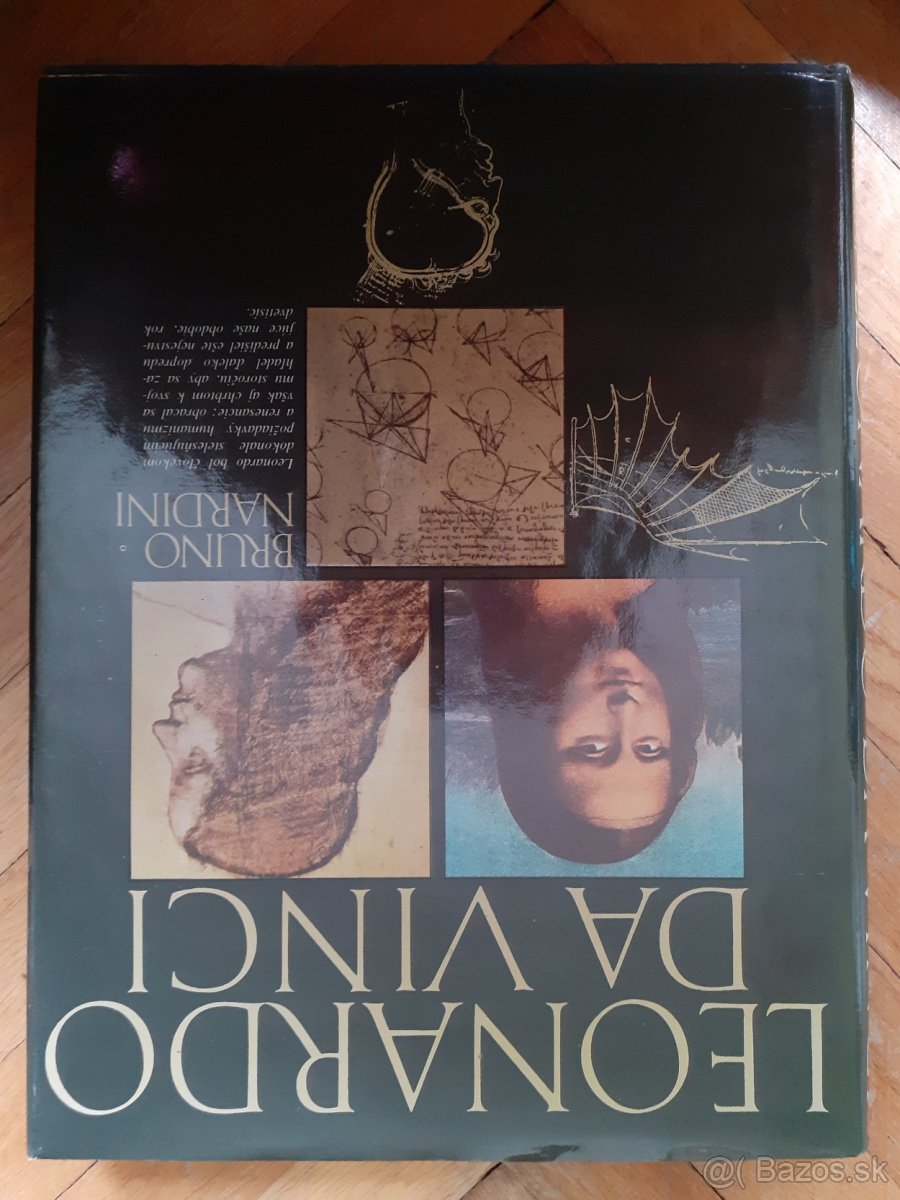 LEONARDO
DA VINCI
BRUNO
NARDINI
Leonardo bol človekom
dokonale stelesňujúcim
požiadavky humanizmu
a renesancie; obracal sa
však aj chrbtom k svoj-
mu storočiu, aby sa za-
hľadel ďaleko dopredu
a predišiel ešte nejestvu-
júce naše obdobie, rok
dvetisíc.
@( Bazos.sk